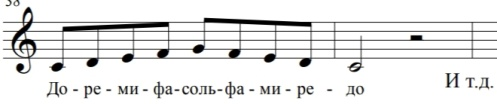 38
До - ре - ми - фа-соль-фа - ми - ре - до
И т.д.